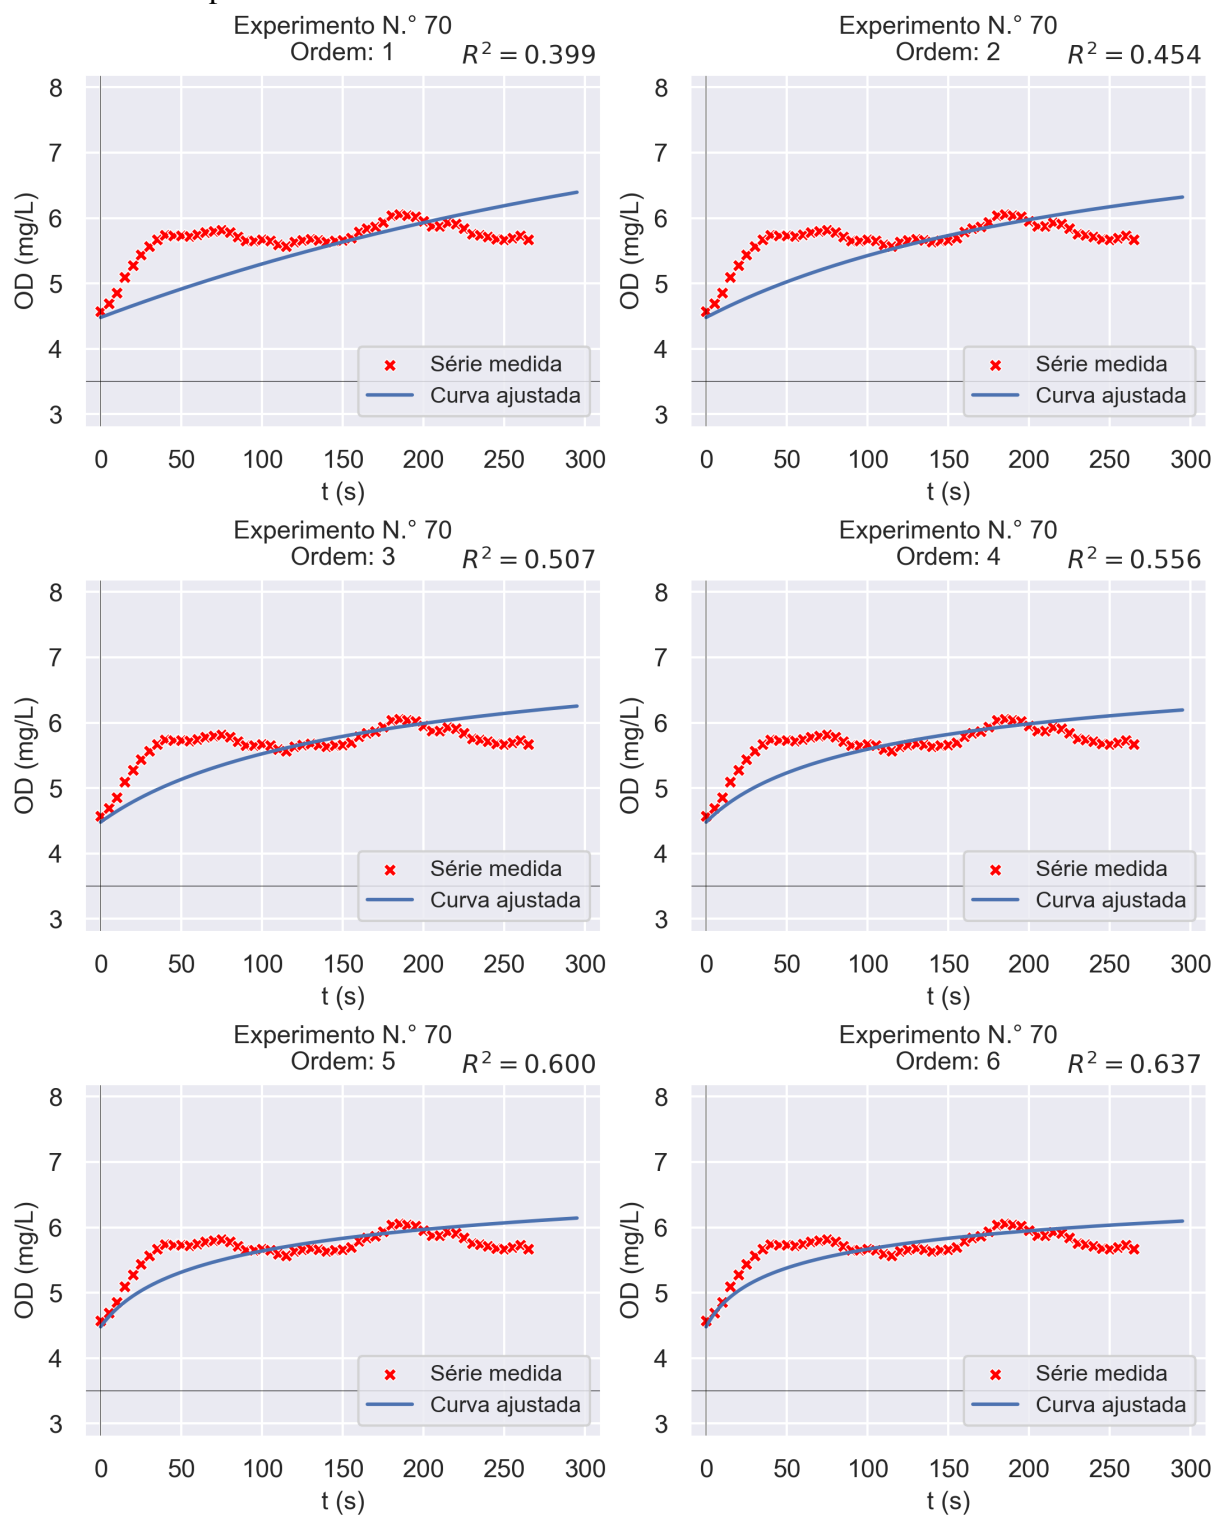 Experimento N.° 70
Ordem: 1
R² = 0.399
8
7
6
5
4
3
OD (mg/L)
Série medida
Curva ajustada
0 50 100 150 200 250 300
t (s)
Experimento N.° 70
Ordem: 2
R² = 0.454
8
7
6
5
4
3
OD (mg/L)
Série medida
Curva ajustada
0 50 100 150 200 250 300
t (s)
Experimento N.° 70
Ordem: 3
R² = 0.507
8
7
6
5
4
3
OD (mg/L)
Série medida
Curva ajustada
0 50 100 150 200 250 300
t (s)
Experimento N.° 70
Ordem: 4
R² = 0.556
8
7
6
5
4
3
OD (mg/L)
Série medida
Curva ajustada
0 50 100 150 200 250 300
t (s)
Experimento N.° 70
Ordem: 5
R² = 0.600
8
7
6
5
4
3
OD (mg/L)
Série medida
Curva ajustada
0 50 100 150 200 250 300
t (s)
Experimento N.° 70
Ordem: 6
R² = 0.637
8
7
6
5
4
3
OD (mg/L)
Série medida
Curva ajustada
0 50 100 150 200 250 300
t (s)